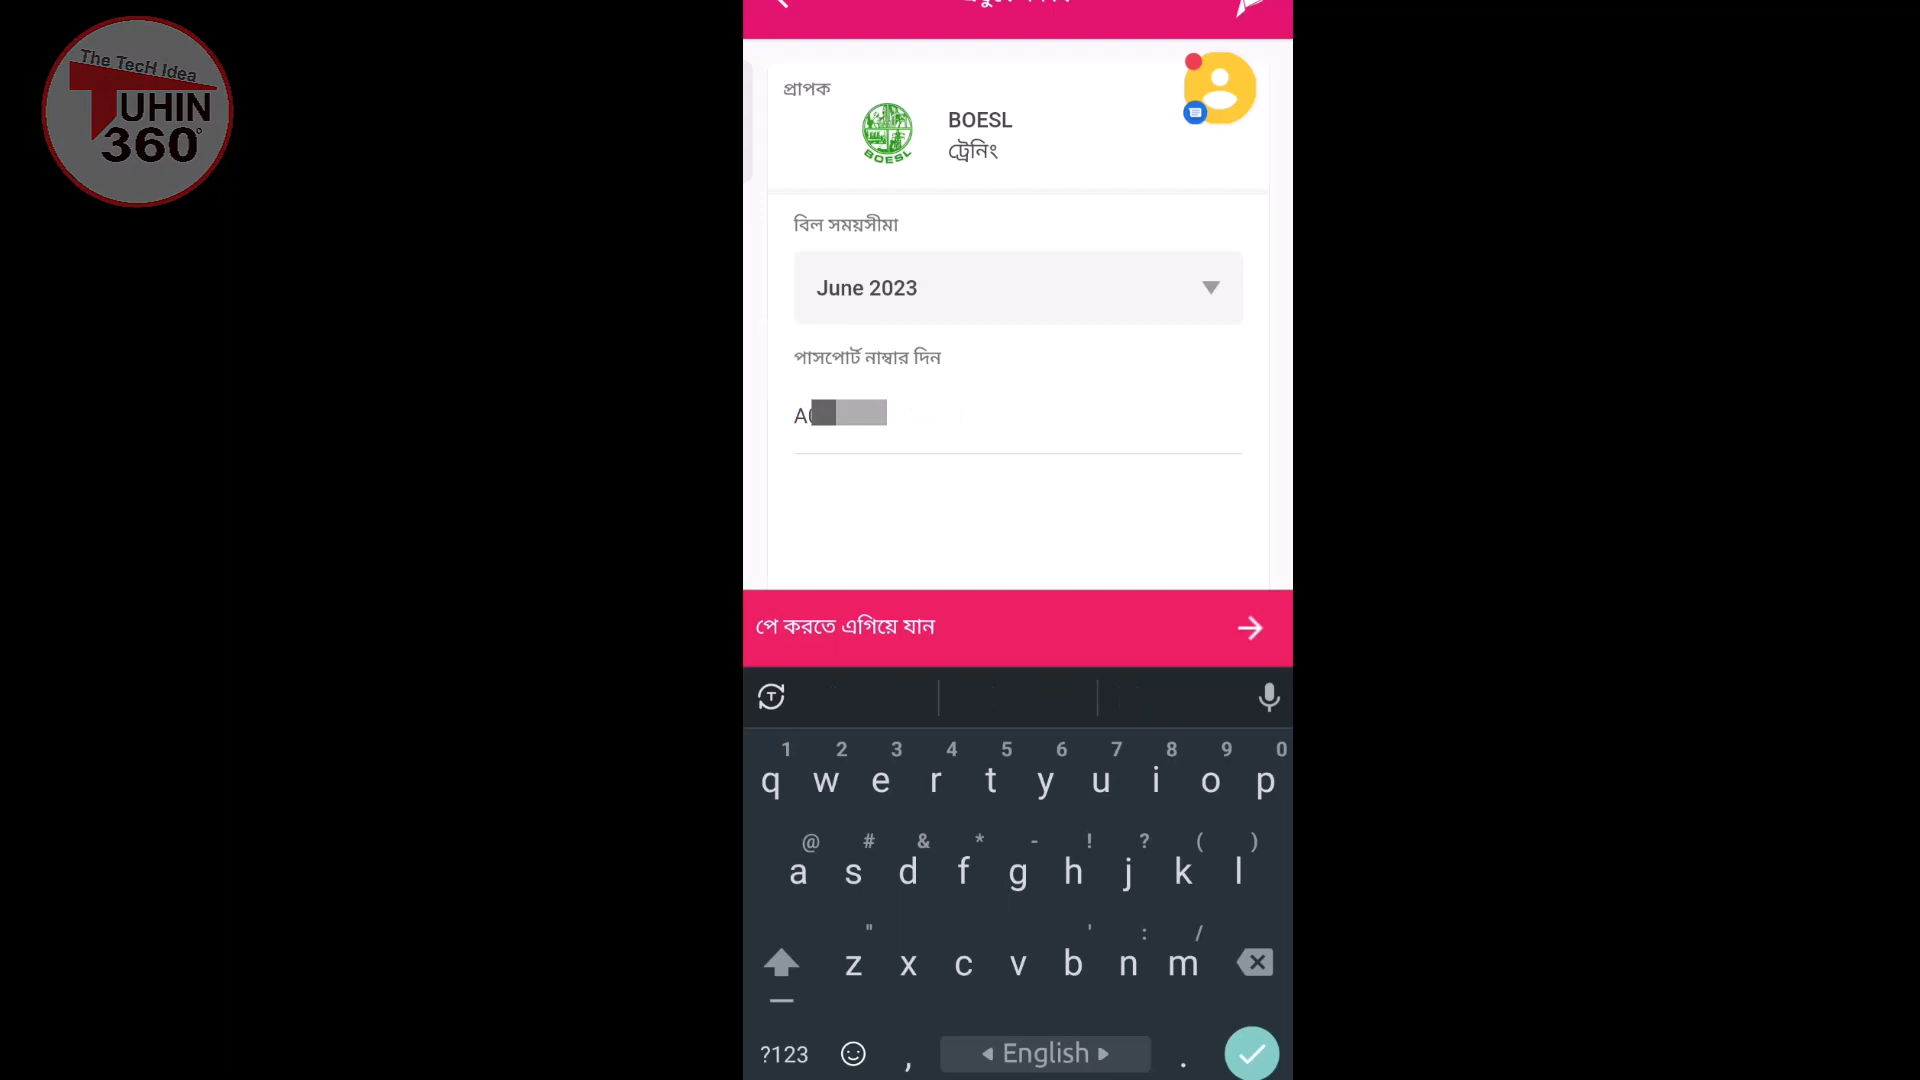 The TecH Idea
TUHIN
360°
প্রাপক
BOESL
BOESL
ট্রেনিং
বিল সময়সীমা
June 2023
পাসপোর্ট নাম্বার দিন
A
পে করতে এগিয়ে যান
1 2 3 4 5 6 7 8 9 0
q w e r t y u i o p
@ # & * - ! ? ( )
a s d f g h j k l
" ' : /
z x c v b n m
?123 , English .